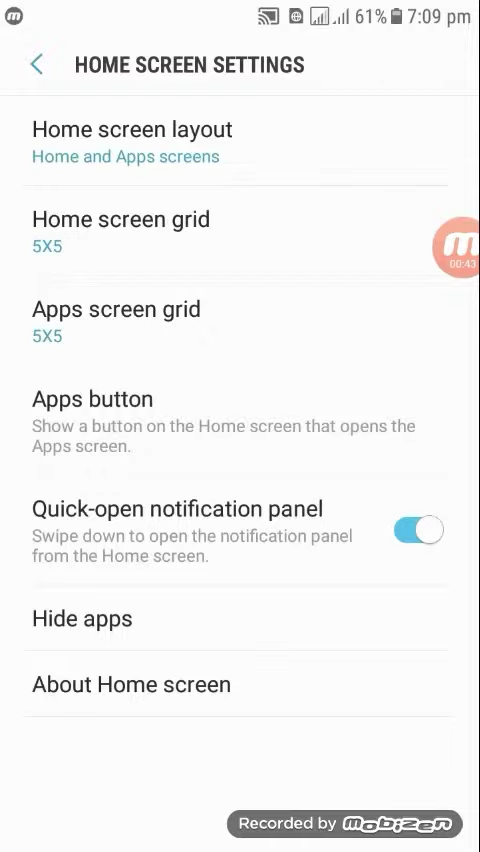 61% 7:09 pm
HOME SCREEN SETTINGS
Home screen layout
Home and Apps screens
Home screen grid
5X5
00:43
Apps screen grid
5X5
Apps button
Show a button on the Home screen that opens the
Apps screen.
Quick-open notification panel
Swipe down to open the notification panel
from the Home screen.
Hide apps
About Home screen
Recorded by mobizen